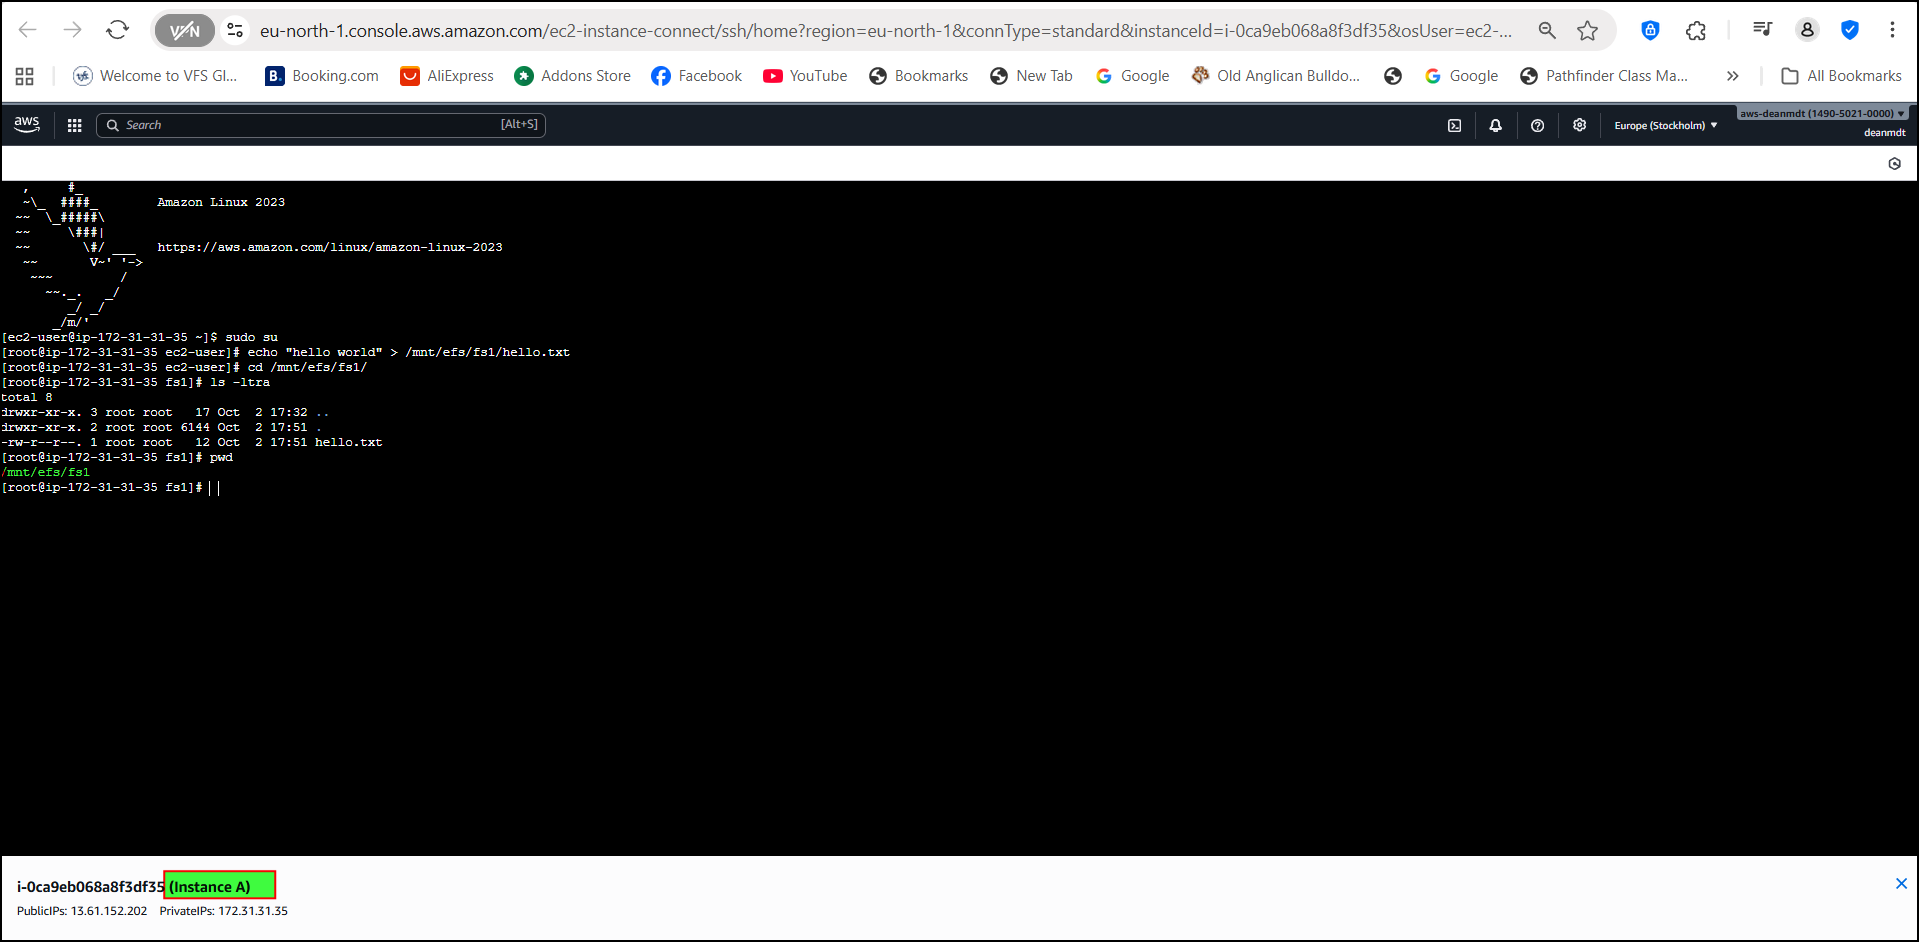 VPN
eu-north-1.console.aws.amazon.com/ec2-instance-connect/ssh/home?region=eu-north-1&connType=standard&instanceId=i-0ca9eb068a8f3df35&osUser=ec2-...
Welcome to VFS Gl... Booking.com AliExpress Addons Store Facebook YouTube Bookmarks New Tab Google Old Anglican Bulldo... Google Pathfinder Class Ma... » All Bookmarks
aws Search [Alt+S] Europe (Stockholm) ▼ aws-deanmdt (1490-5021-0000) ▼
deanmdt
   ,     #_
   ~\_  ####_        Amazon Linux 2023
  ~~  \_#####\
  ~~     \###|
  ~~       \#/ ___   https://aws.amazon.com/linux/amazon-linux-2023
   ~~       V~' '->
    ~~~         /
      ~~._.   _/
         _/ _/
       _/m/'
[ec2-user@ip-172-31-31-35 ~]$ sudo su
[root@ip-172-31-31-35 ec2-user]# echo "hello world" > /mnt/efs/fs1/hello.txt
[root@ip-172-31-31-35 ec2-user]# cd /mnt/efs/fs1/
[root@ip-172-31-31-35 fs1]# ls -ltra
total 8
drwxr-xr-x. 3 root root   17 Oct  2 17:32 ..
drwxr-xr-x. 2 root root 6144 Oct  2 17:51 .
-rw-r--r--. 1 root root   12 Oct  2 17:51 hello.txt
[root@ip-172-31-31-35 fs1]# pwd
/mnt/efs/fs1
[root@ip-172-31-31-35 fs1]#
i-0ca9eb068a8f3df35 (Instance A)
PublicIPs: 13.61.152.202 PrivateIPs: 172.31.31.35